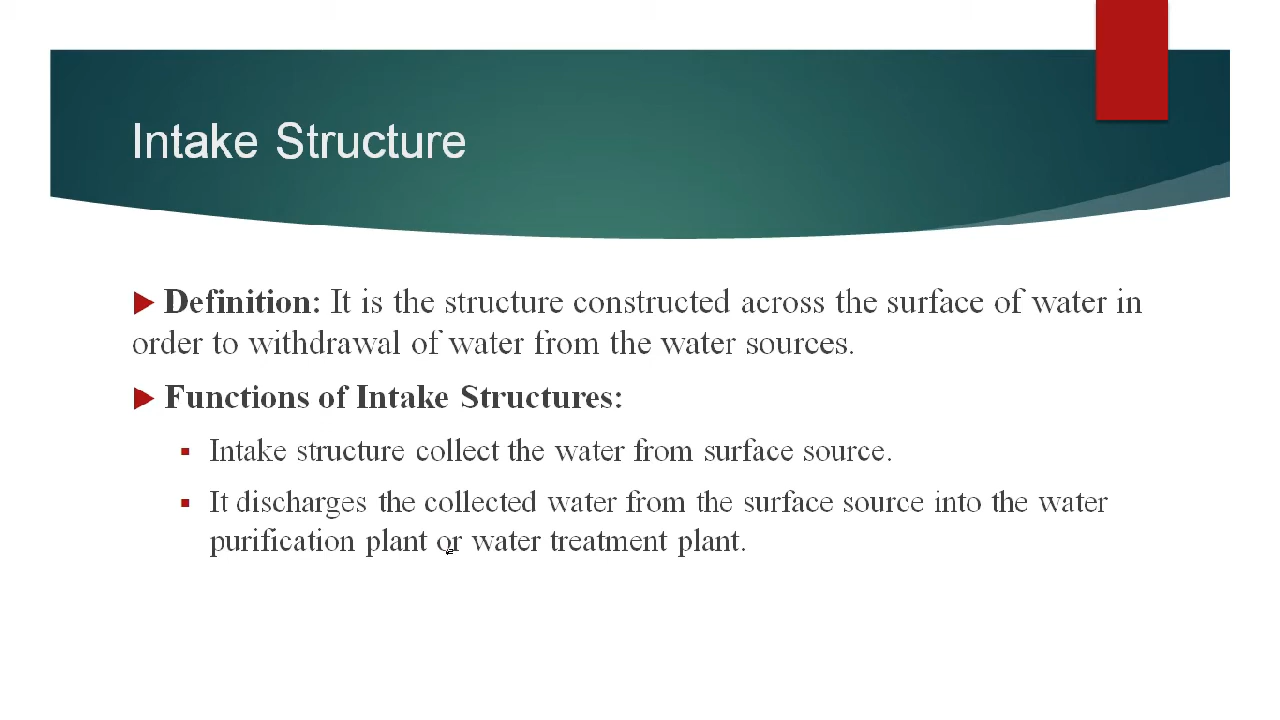 Intake Structure
Definition: It is the structure constructed across the surface of water in
order to withdrawal of water from the water sources.
Functions of Intake Structures:
Intake structure collect the water from surface source.
It discharges the collected water from the surface source into the water
purification plant or water treatment plant.